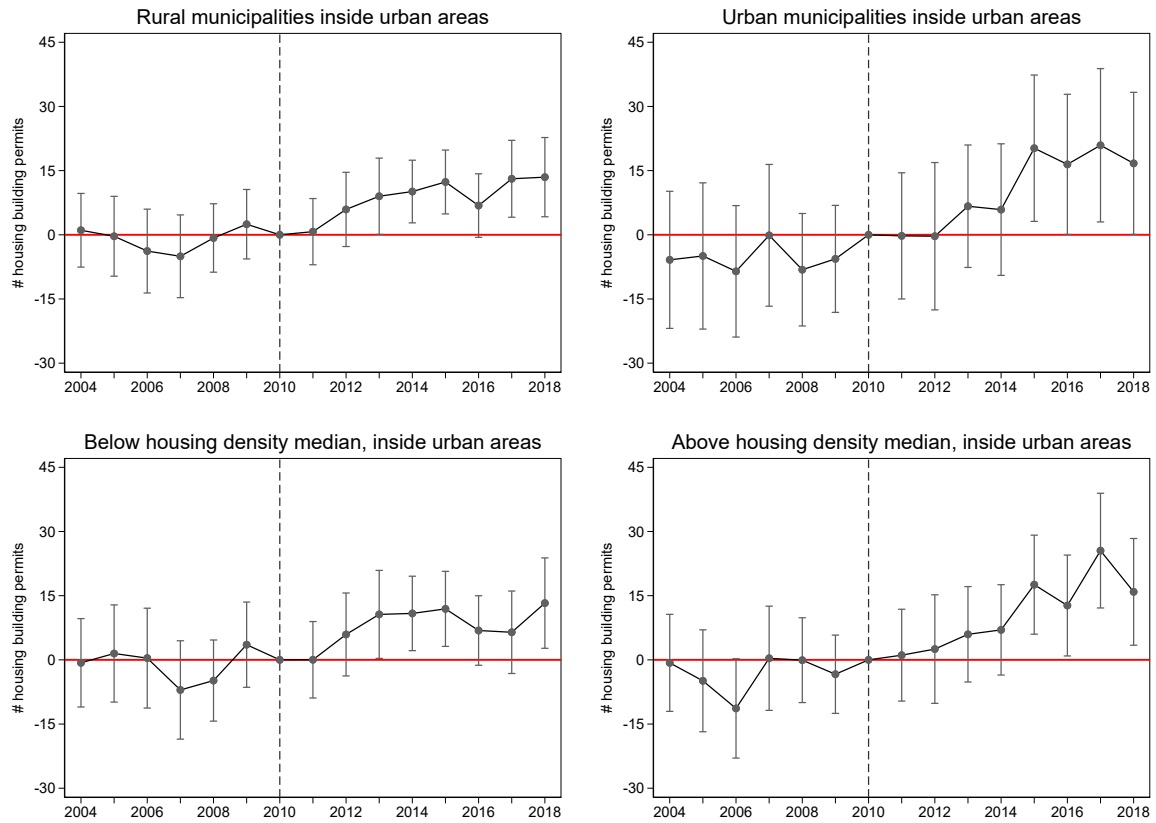 Rural municipalities inside urban areas
# housing building permits
45
30
15
0
-15
-30
2004 2006 2008 2010 2012 2014 2016 2018
Urban municipalities inside urban areas
# housing building permits
45
30
15
0
-15
-30
2004 2006 2008 2010 2012 2014 2016 2018
Below housing density median, inside urban areas
# housing building permits
45
30
15
0
-15
-30
2004 2006 2008 2010 2012 2014 2016 2018
Above housing density median, inside urban areas
# housing building permits
45
30
15
0
-15
-30
2004 2006 2008 2010 2012 2014 2016 2018